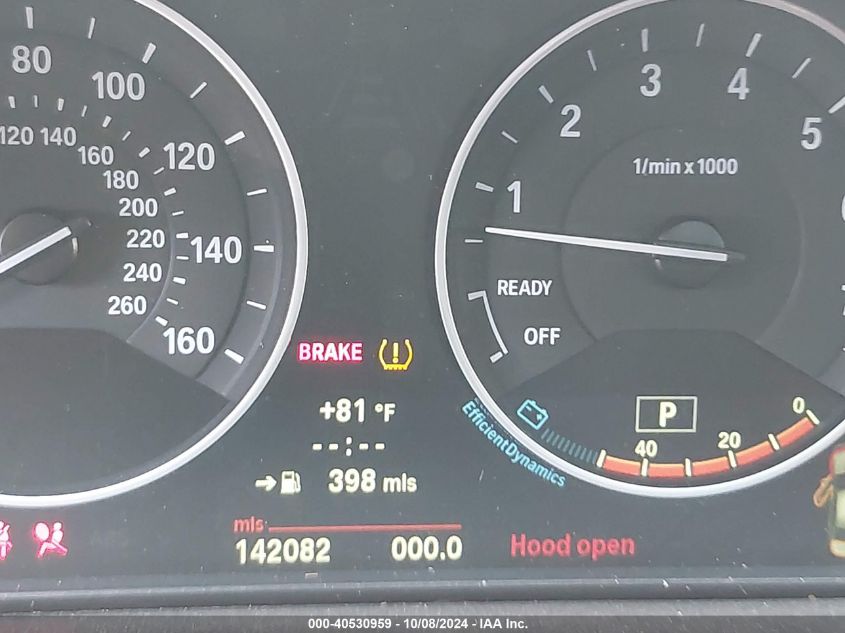 80
100
120
140
160
120 140
160
180
200
220
240
260
1
2
3
4
5
1/min x 1000
READY
OFF
BRAKE
+81 °F
--:--
398 mls
P
40
20
0
EfficientDynamics
mls
142082
000.0
Hood open
000-40530959 - 10/08/2024 - IAA Inc.